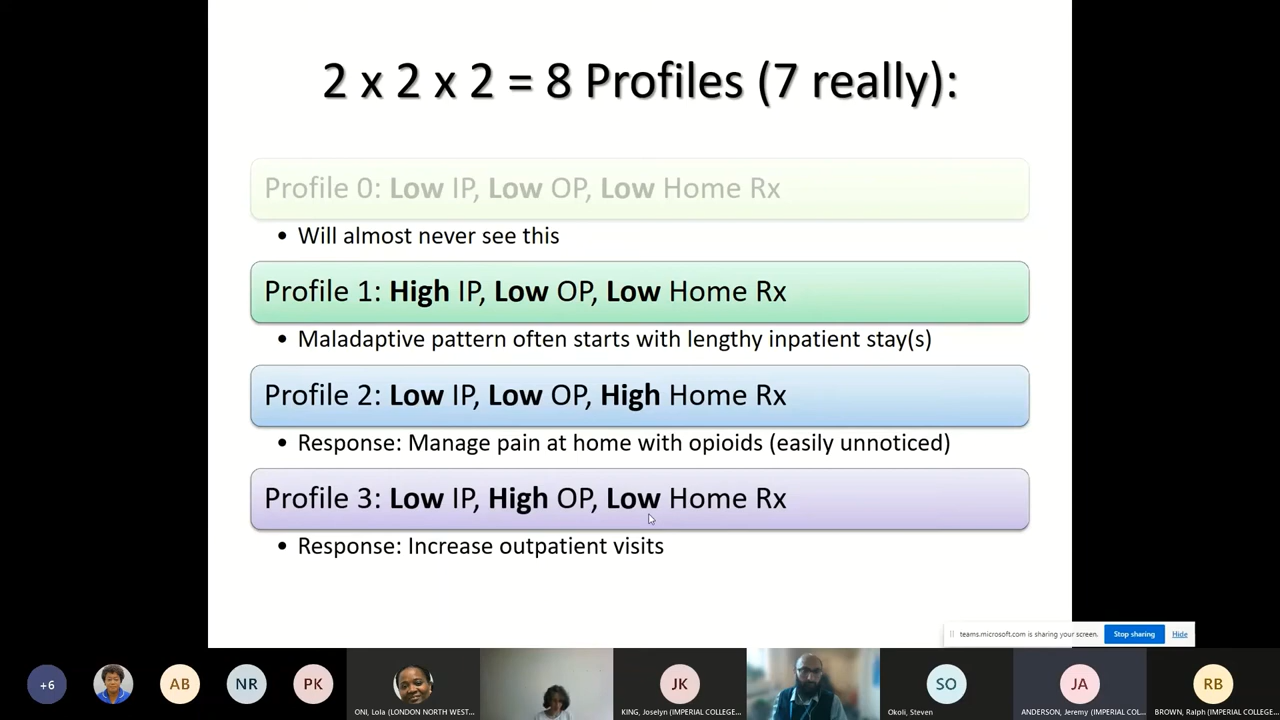 2 x 2 x 2 = 8 Profiles (7 really):
Profile 0: Low IP, Low OP, Low Home Rx
• Will almost never see this
Profile 1: High IP, Low OP, Low Home Rx
• Maladaptive pattern often starts with lengthy inpatient stay(s)
Profile 2: Low IP, Low OP, High Home Rx
• Response: Manage pain at home with opioids (easily unnoticed)
Profile 3: Low IP, High OP, Low Home Rx
• Response: Increase outpatient visits
teams.microsoft.com is sharing your screen.
Stop sharing
Hide
+6
AB
NR
PK
ONI, Lola (LONDON NORTH WEST...
JK
KING, Joselyn (IMPERIAL COLLEGE...
SO
Okoli, Steven
JA
ANDERSON, Jeremy (IMPERIAL COL...
RB
BROWN, Ralph (IMPERIAL COLLEGE...